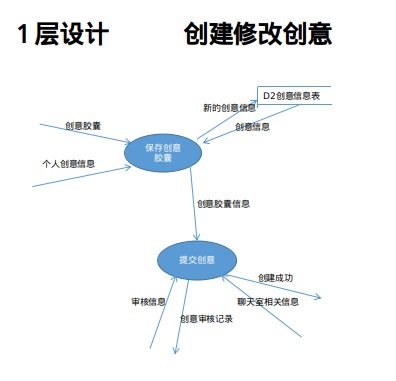 1层设计 创建修改创意
D2创意信息表
新的创意信息
创意胶囊
创意信息
保存创意
胶囊
个人创意信息
创意胶囊信息
提交创意
创建成功
审核信息
聊天室相关信息
创意审核记录